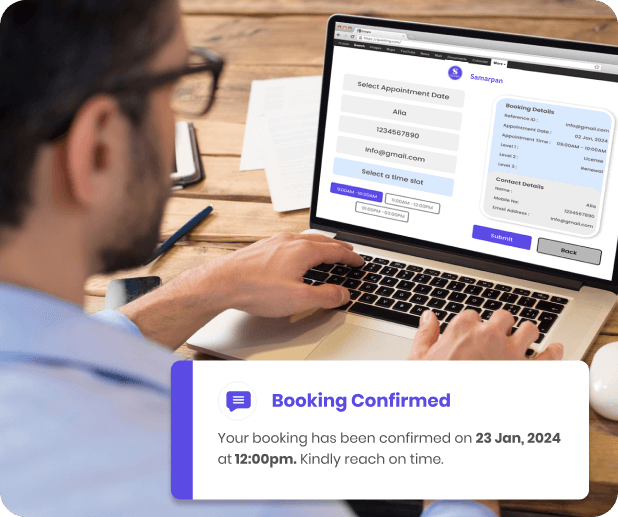 Samarpan
Select Appointment Date
Alia
1234567890
info@gmail.com
Select a time slot
9:00AM -10:00AM
11:00AM -12:00PM
Booking Details
Reference ID :
info@gmail.com
Appointment Date :
02 Jan, 2024
Appointment time :
09:00AM - 10:00AM
Level 1 :
License
Level 2 :
Renewal
Level 3 :
Contact Details
Name :
Alia
Mobile No:
1234567890
Email Address :
info@gmail.com
Submit
Back
Booking Confirmed
Your booking has been confirmed on 23 Jan, 2024
at 12:00pm. Kindly reach on time.